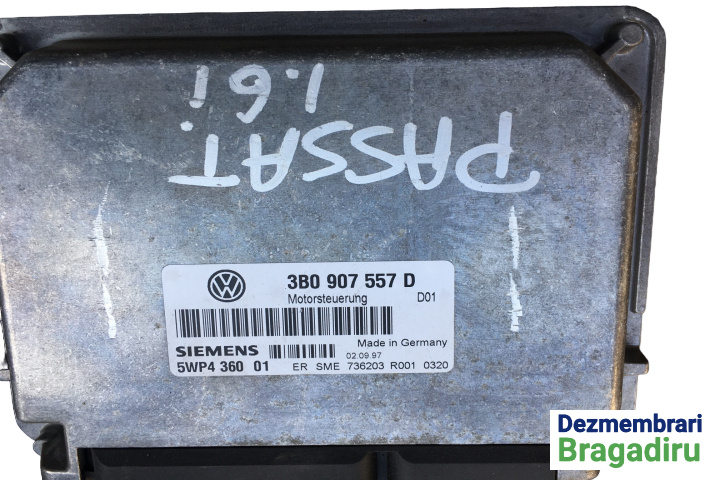 PASSAT
1.6i
3B0 907 557 D
Motorsteuerung D01
Made in Germany
SIEMENS
02.09.97
5WP4 360 01 ER SME 736203 R001 0320
Dezmembrari
Bragadiru